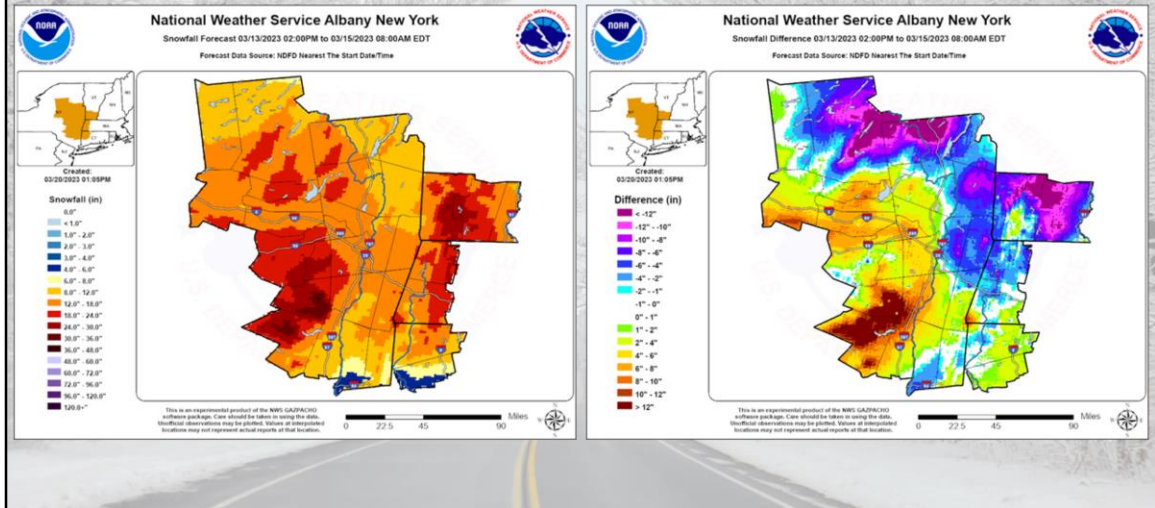 National Weather Service Albany New York
Snowfall Forecast 03/13/2023 02:00PM to 03/15/2023 08:00AM EDT
Forecast Data Source: NDFD Nearest The Start Date/Time
NOAA
Created:
03/20/2023 01:05PM
Snowfall (in)
0.0"
< 1.0"
1.0" - 2.0"
2.0" - 3.0"
3.0" - 4.0"
4.0" - 6.0"
6.0" - 8.0"
8.0" - 12.0"
12.0" - 18.0"
18.0" - 24.0"
24.0" - 30.0"
30.0" - 36.0"
36.0" - 48.0"
48.0" - 60.0"
60.0" - 72.0"
72.0" - 96.0"
96.0" - 120.0"
120.0+"
This is an experimental product of the NWS GAZPACHO
software package. Care should be taken in using the data.
Unofficial observations may be plotted. Values at interpolated
locations may not represent actual reports at that location.
Miles
0 22.5 45 90
National Weather Service Albany New York
Snowfall Difference 03/13/2023 02:00PM to 03/15/2023 08:00AM EDT
Forecast Data Source: NDFD Nearest The Start Date/Time
NOAA
Created:
03/20/2023 01:05PM
Difference (in)
< -12"
-12" - -10"
-10" - -8"
-8" - -6"
-6" - -4"
-4" - -2"
-2" - -1"
-1" - 0"
0" - 1"
1" - 2"
2" - 4"
4" - 6"
6" - 8"
8" - 10"
10" - 12"
> 12"
This is an experimental product of the NWS GAZPACHO
software package. Care should be taken in using the data.
Unofficial observations may be plotted. Values at interpolated
locations may not represent actual reports at that location.
Miles
0 22.5 45 90